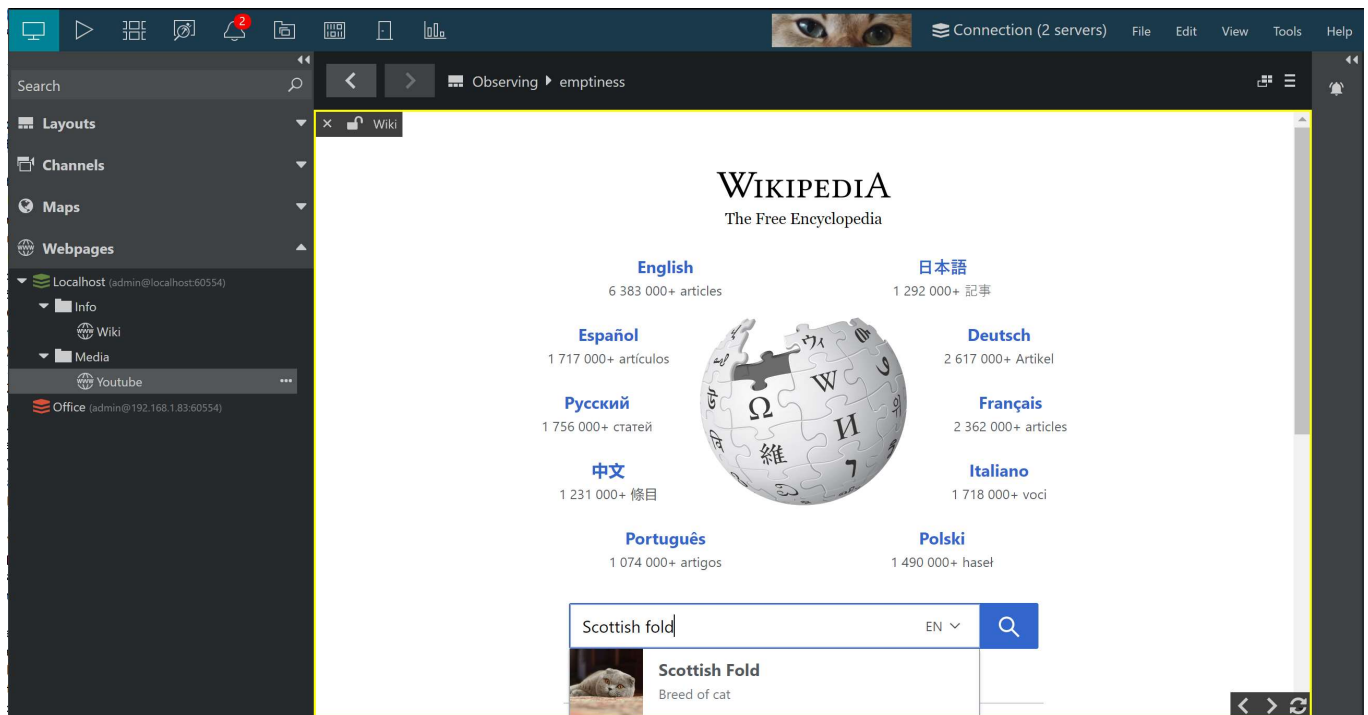 2
Connection (2 servers) File Edit View Tools Help
Search
Observing emptiness
Layouts
Channels
Maps
Webpages
Localhost (admin@localhost:60554)
Info
Wiki
Media
Youtube
Office (admin@192.168.1.83:60554)
Wiki
WIKIPEDIA
The Free Encyclopedia
English
6 383 000+ articles
日本語
1 292 000+ 記事
Español
1 717 000+ artículos
Deutsch
2 617 000+ Artikel
Русский
1 756 000+ статей
Français
2 362 000+ articles
中文
1 231 000+ 條目
Italiano
1 718 000+ voci
Português
1 074 000+ artigos
Polski
1 490 000+ haseł
Ω W И 維 ウィ
Scottish fold EN
Scottish Fold
Breed of cat